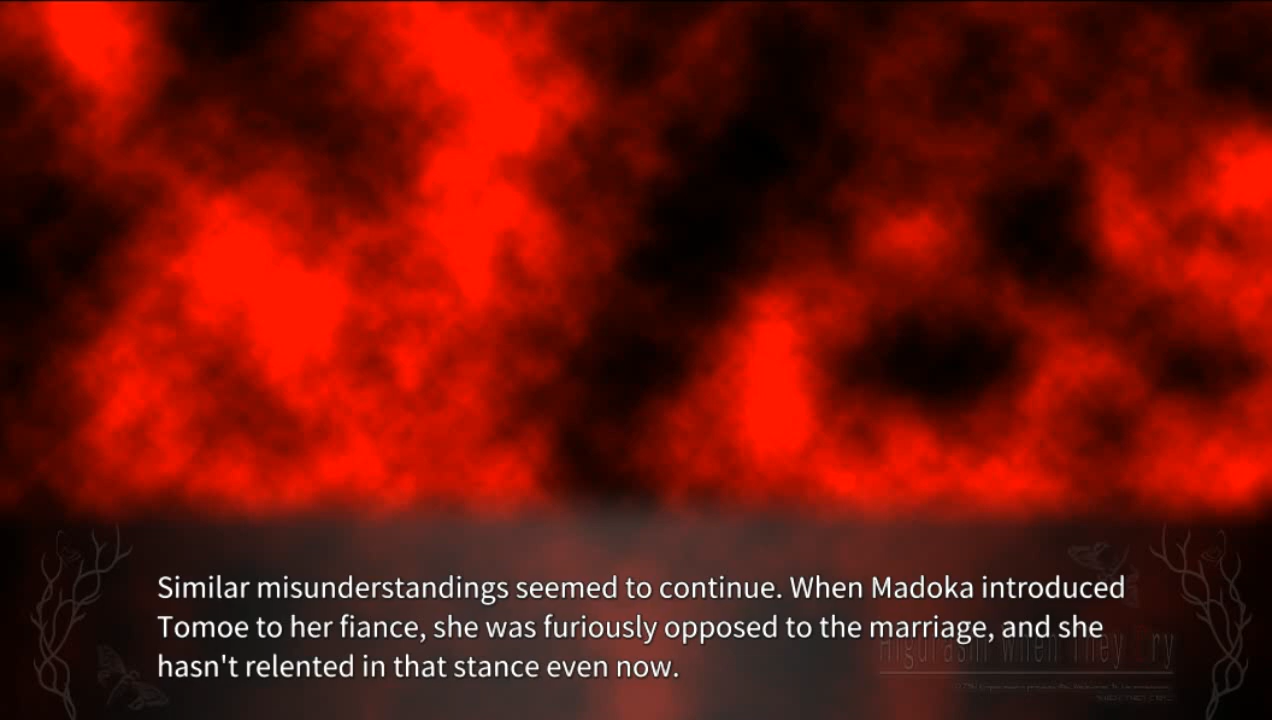 Similar misunderstandings seemed to continue. When Madoka introduced
Tomoe to her fiance, she was furiously opposed to the marriage, and she
hasn't relented in that stance even now.
Higurashi When They Cry